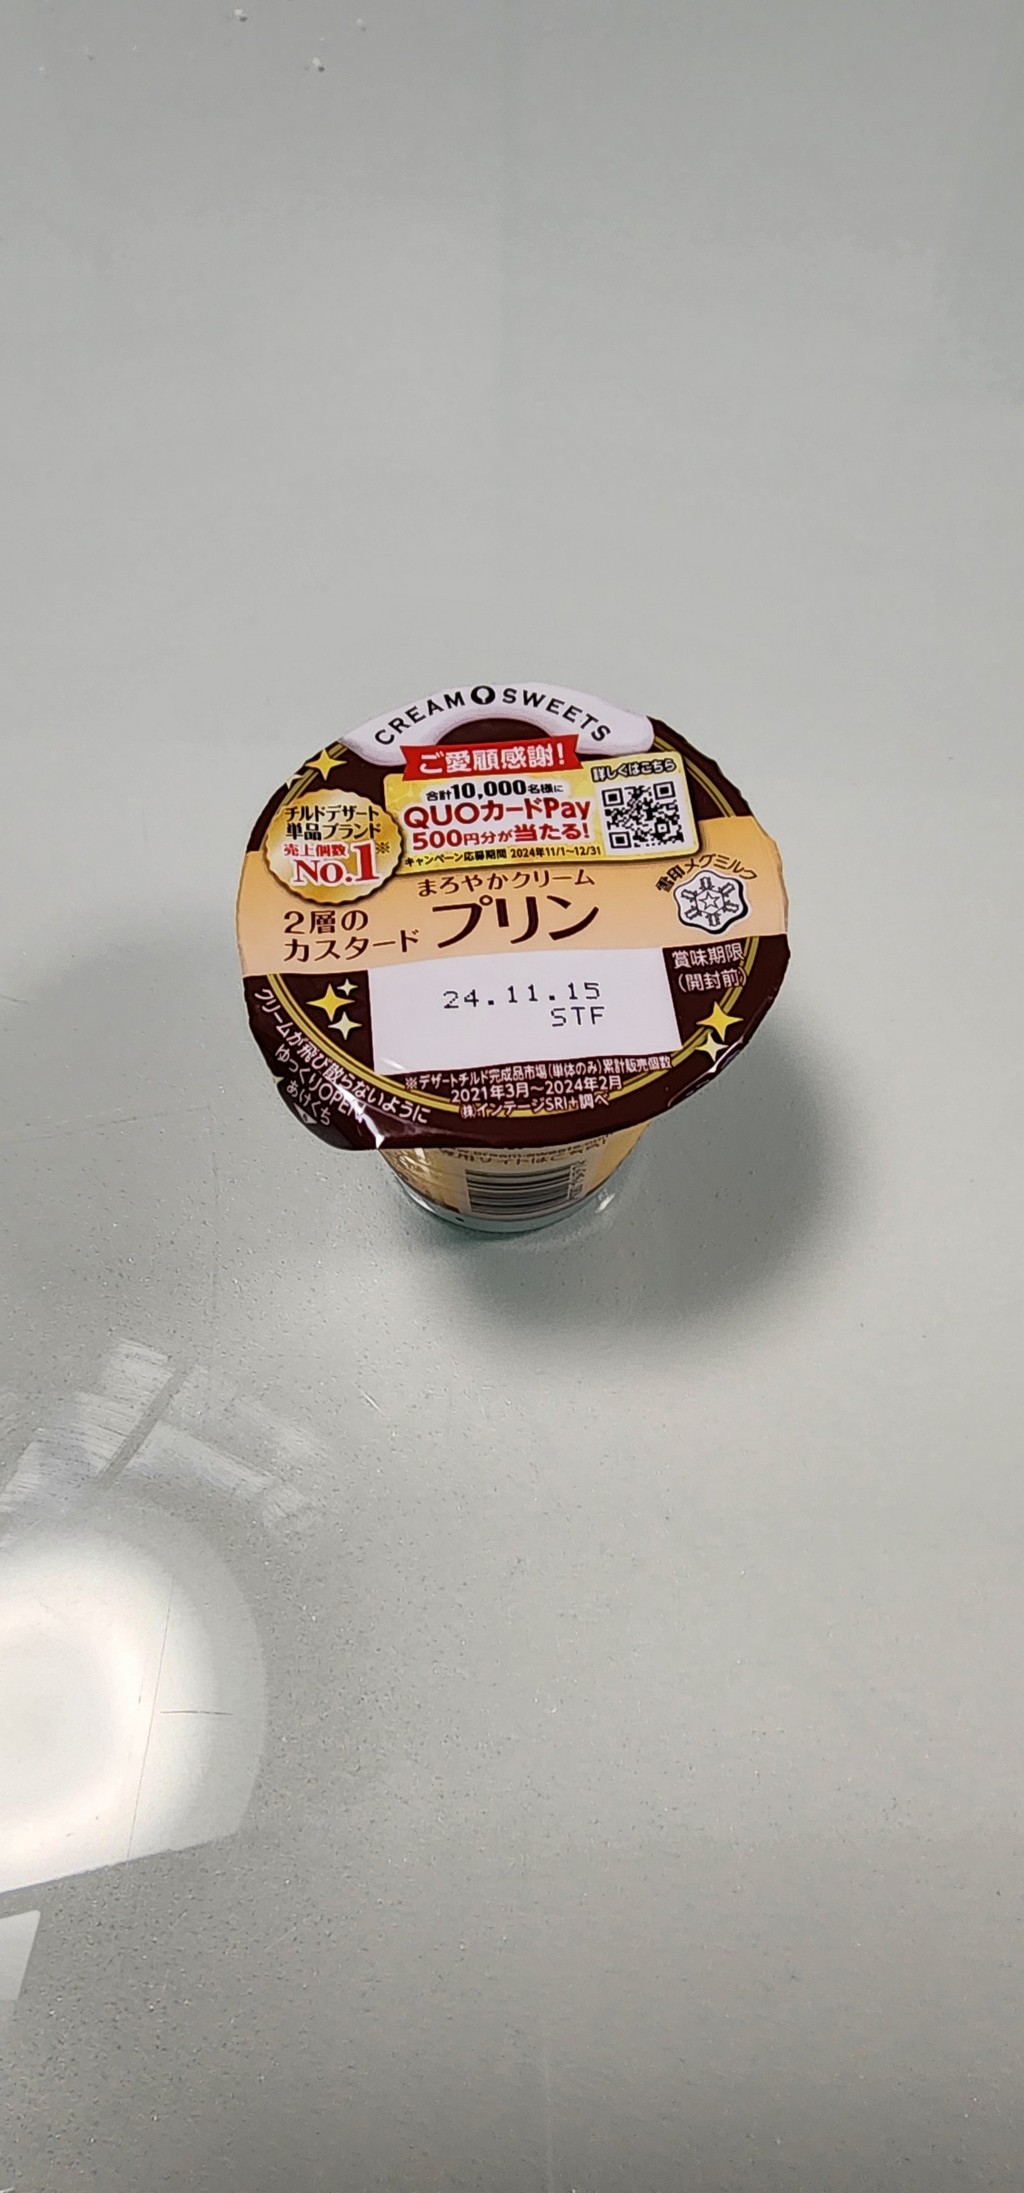 CREAM SWEETS
ご愛顧感謝!
詳しくはこちら
合計10,000名様に
QUOカードPay
500円分が当たる!
キャンペーン応募期間 2024年11/1~12/31
チルドデザート
単品ブランド
売上個数
No.1※
まろやかクリーム
2層の
カスタード
プリン
雪印メグミルク
賞味期限
(開封前)
24.11.15
STF
クリームが飛び散らないように
ゆっくりOPEN!
あけくち
※デザートチルド完成品市場(単体のみ)累計販売個数
2021年3月~2024年2月
(株)インテージSRI+調べ